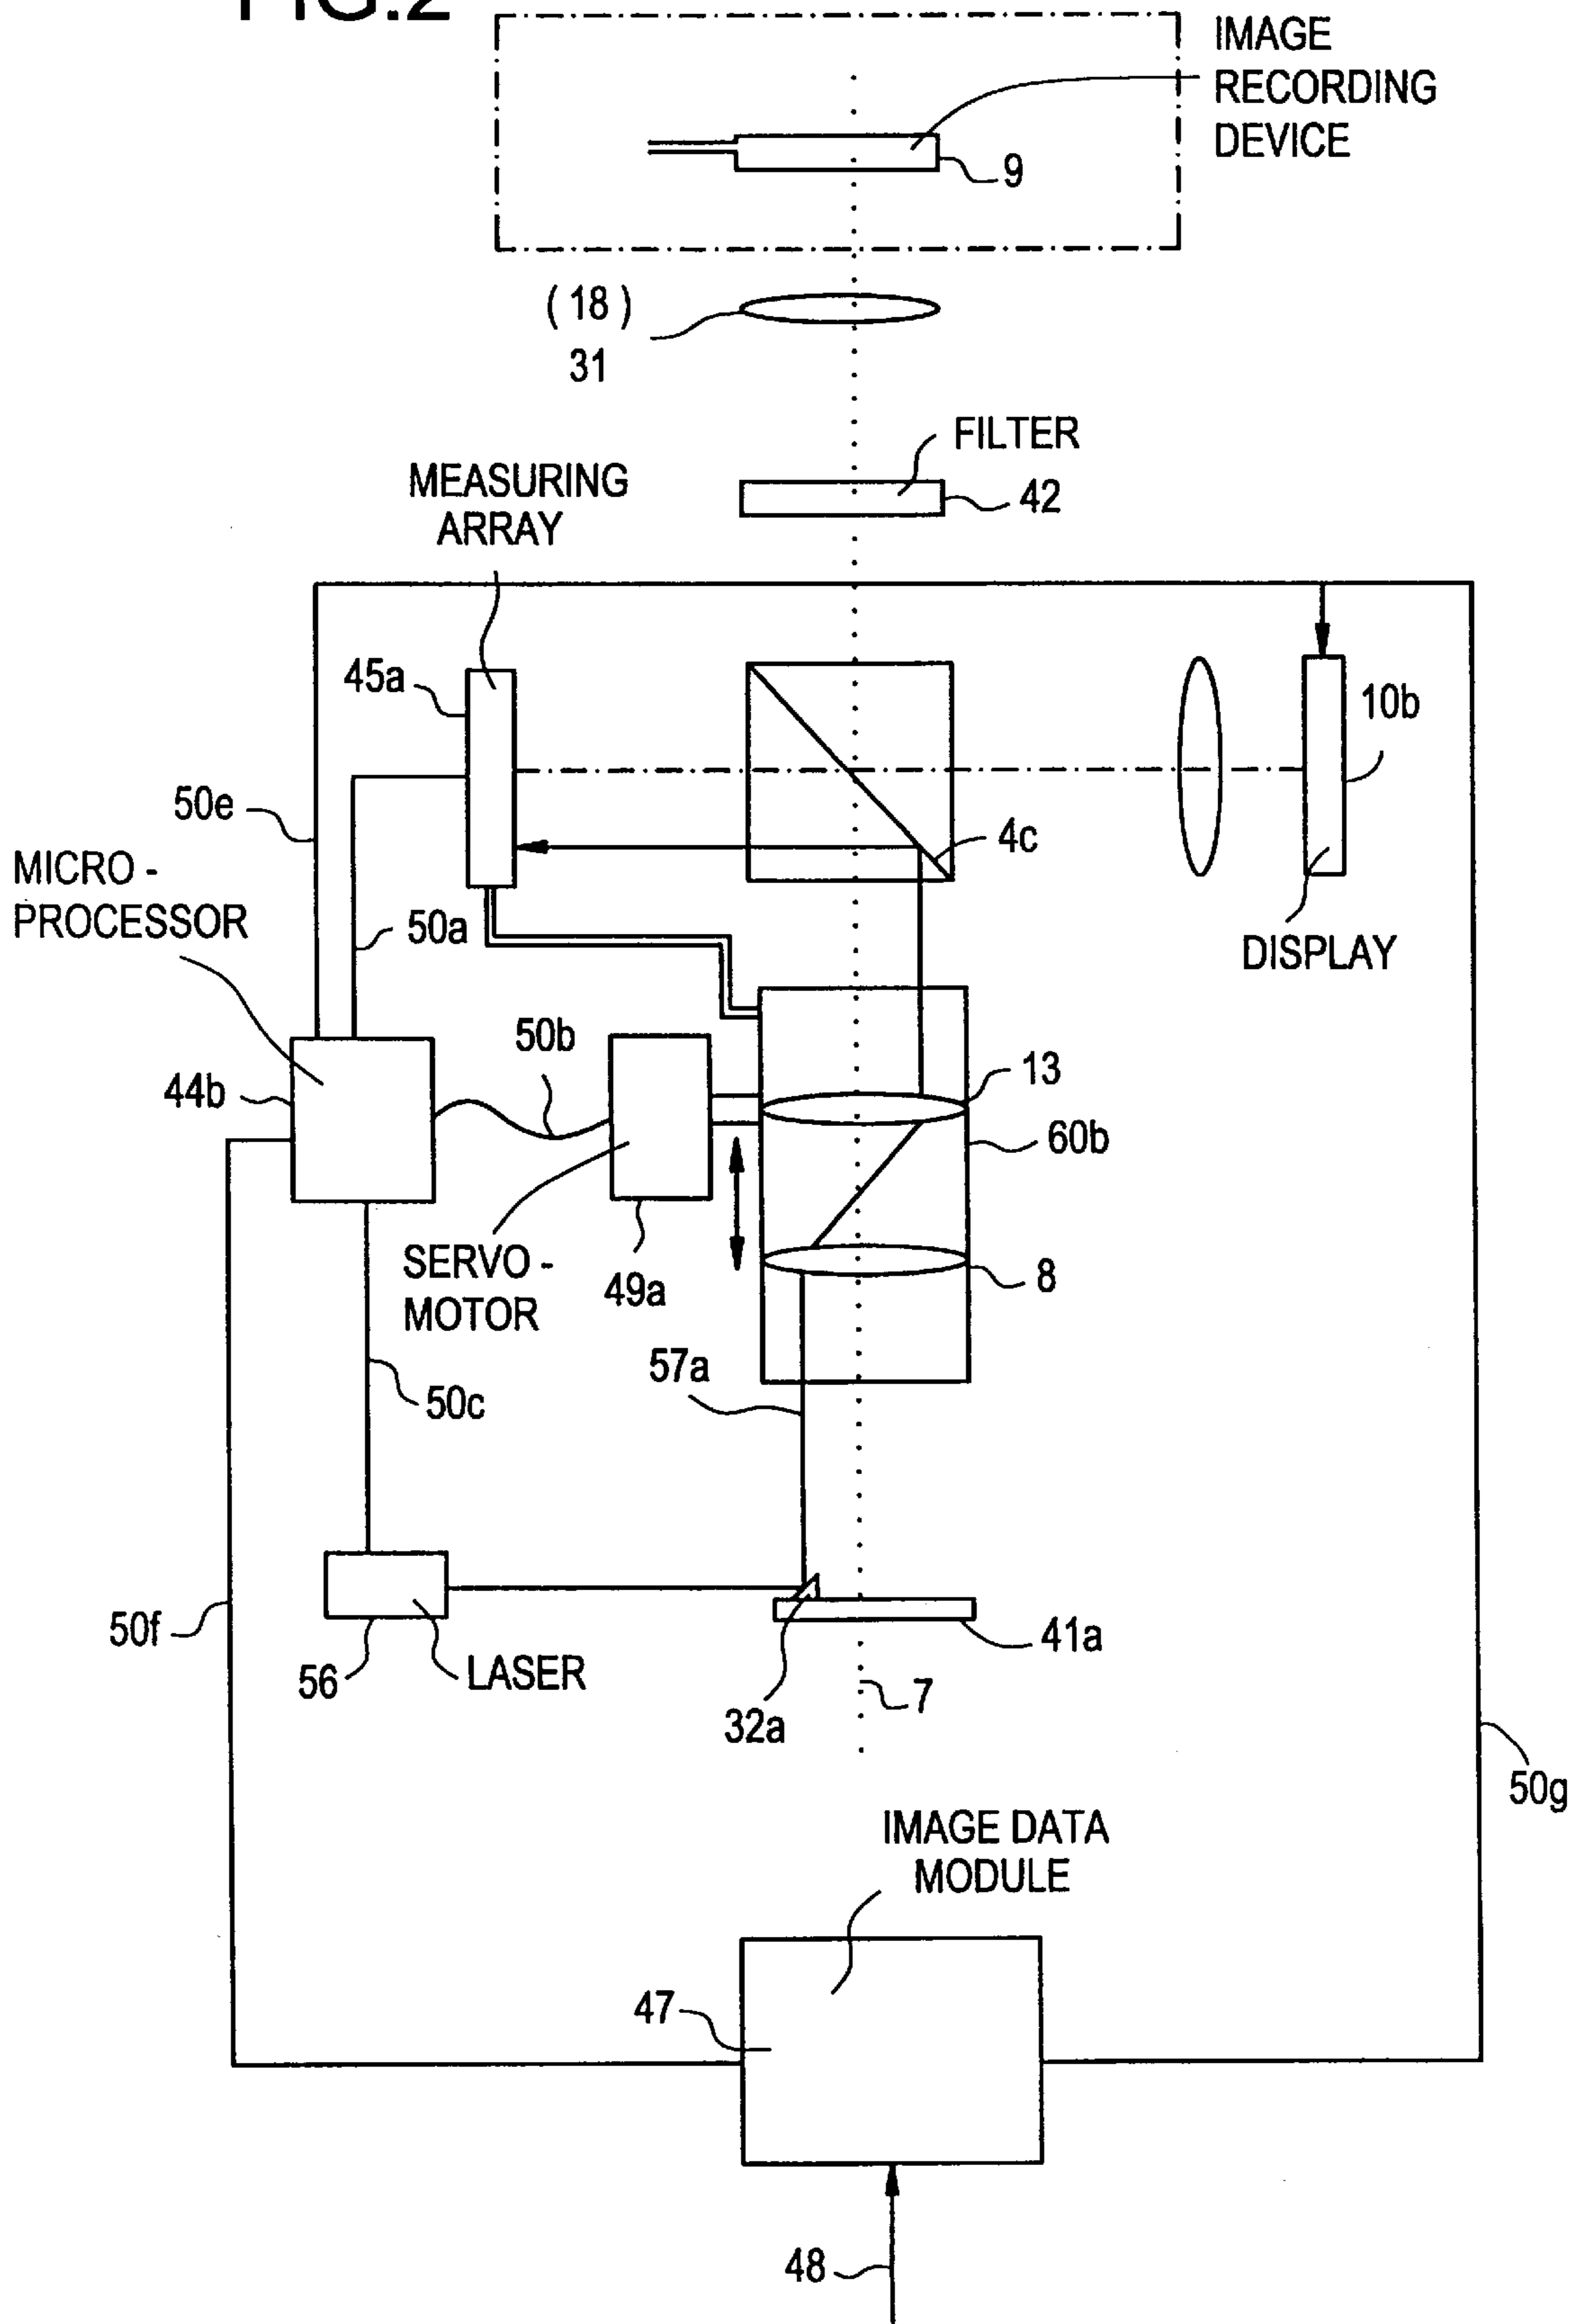 FIG.2
IMAGE
RECORDING
DEVICE
9
(18)
31
FILTER
42
MEASURING
ARRAY
45a
10b
50e
4c
MICRO -
PROCESSOR
50a
DISPLAY
50b
13
44b
60b
SERVO -
MOTOR
49a
8
57a
50c
50f
41a
56
LASER
32a
7
50g
IMAGE DATA
MODULE
47
48